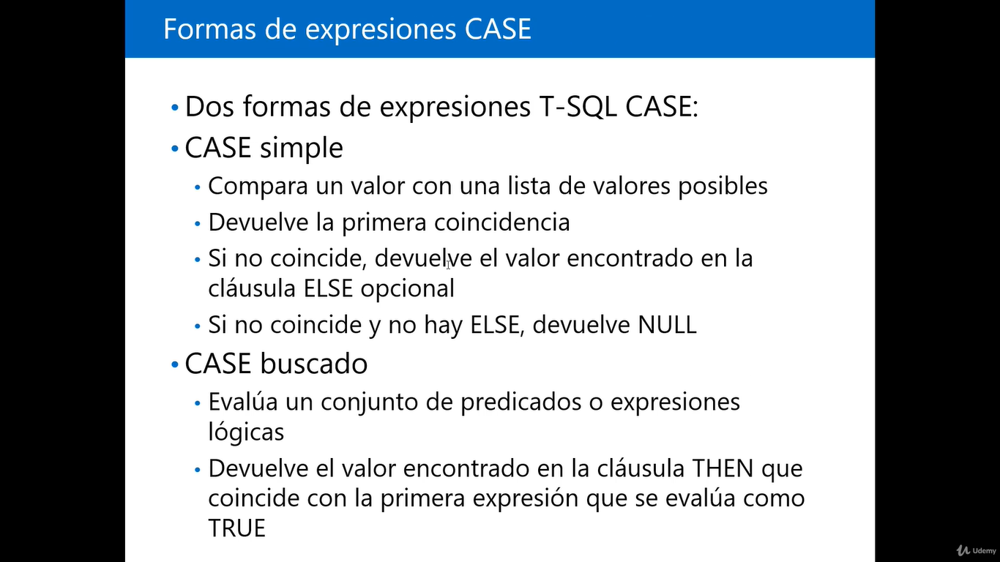 Formas de expresiones CASE
• Dos formas de expresiones T-SQL CASE:
• CASE simple
• Compara un valor con una lista de valores posibles
• Devuelve la primera coincidencia
• Si no coincide, devuelve el valor encontrado en la
cláusula ELSE opcional
• Si no coincide y no hay ELSE, devuelve NULL
• CASE buscado
• Evalúa un conjunto de predicados o expresiones
lógicas
• Devuelve el valor encontrado en la cláusula THEN que
coincide con la primera expresión que se evalúa como
TRUE
Udemy